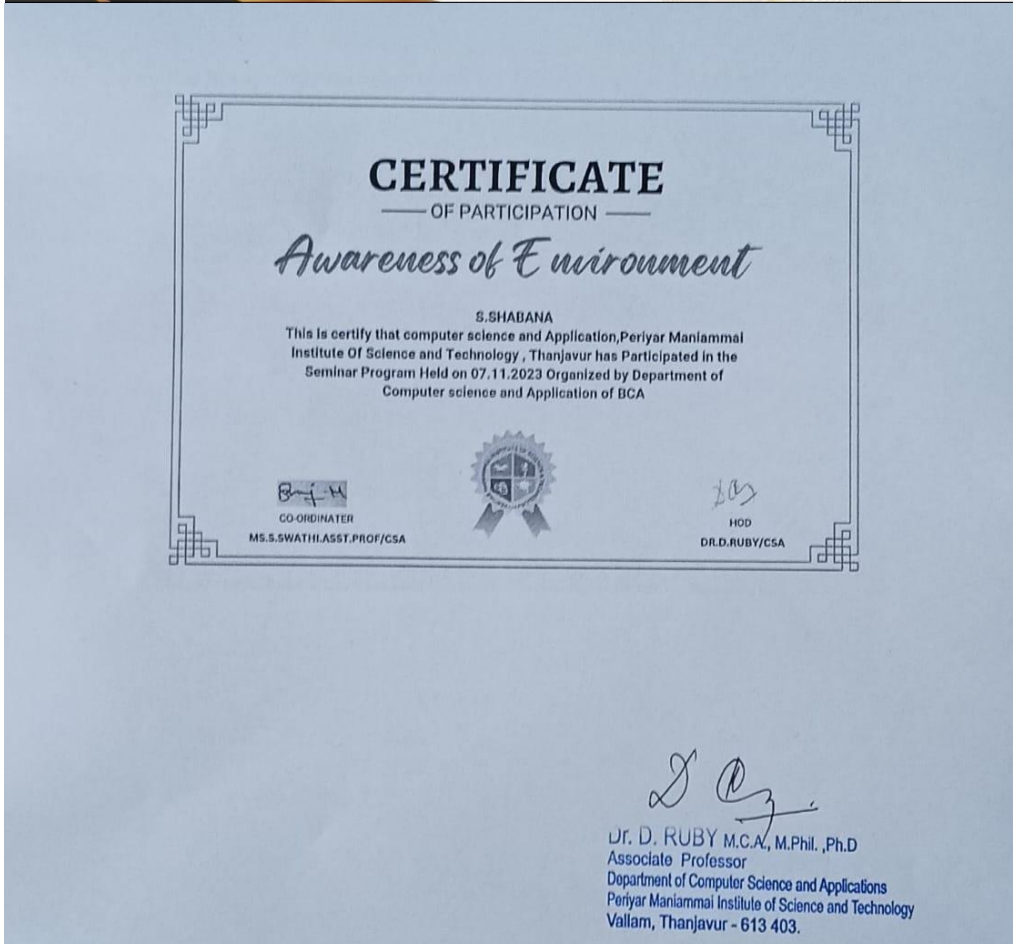 CERTIFICATE
OF PARTICIPATION
Awareness of Environment
S.SHABANA
This is certify that computer science and Application,Periyar Maniammai
Institute Of Science and Technology , Thanjavur has Participated in the
Seminar Program Held on 07.11.2023 Organized by Department of
Computer science and Application of BCA
CO-ORDINATER
MS.S.SWATHI.ASST.PROF/CSA
HOD
DR.D.RUBY/CSA
Dr. D. RUBY M.C.A., M.Phil. ,Ph.D
Associate Professor
Department of Computer Science and Applications
Periyar Maniammai Institute of Science and Technology
Vallam, Thanjavur - 613 403.